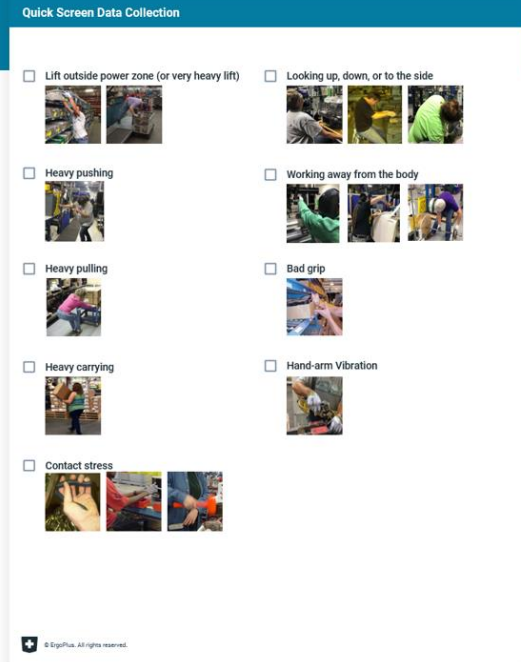 Quick Screen Data Collection
Lift outside power zone (or very heavy lift)
Heavy pushing
Heavy pulling
Heavy carrying
Contact stress
Looking up, down, or to the side
Working away from the body
Bad grip
Hand-arm Vibration
© ErgoPlus. All rights reserved.